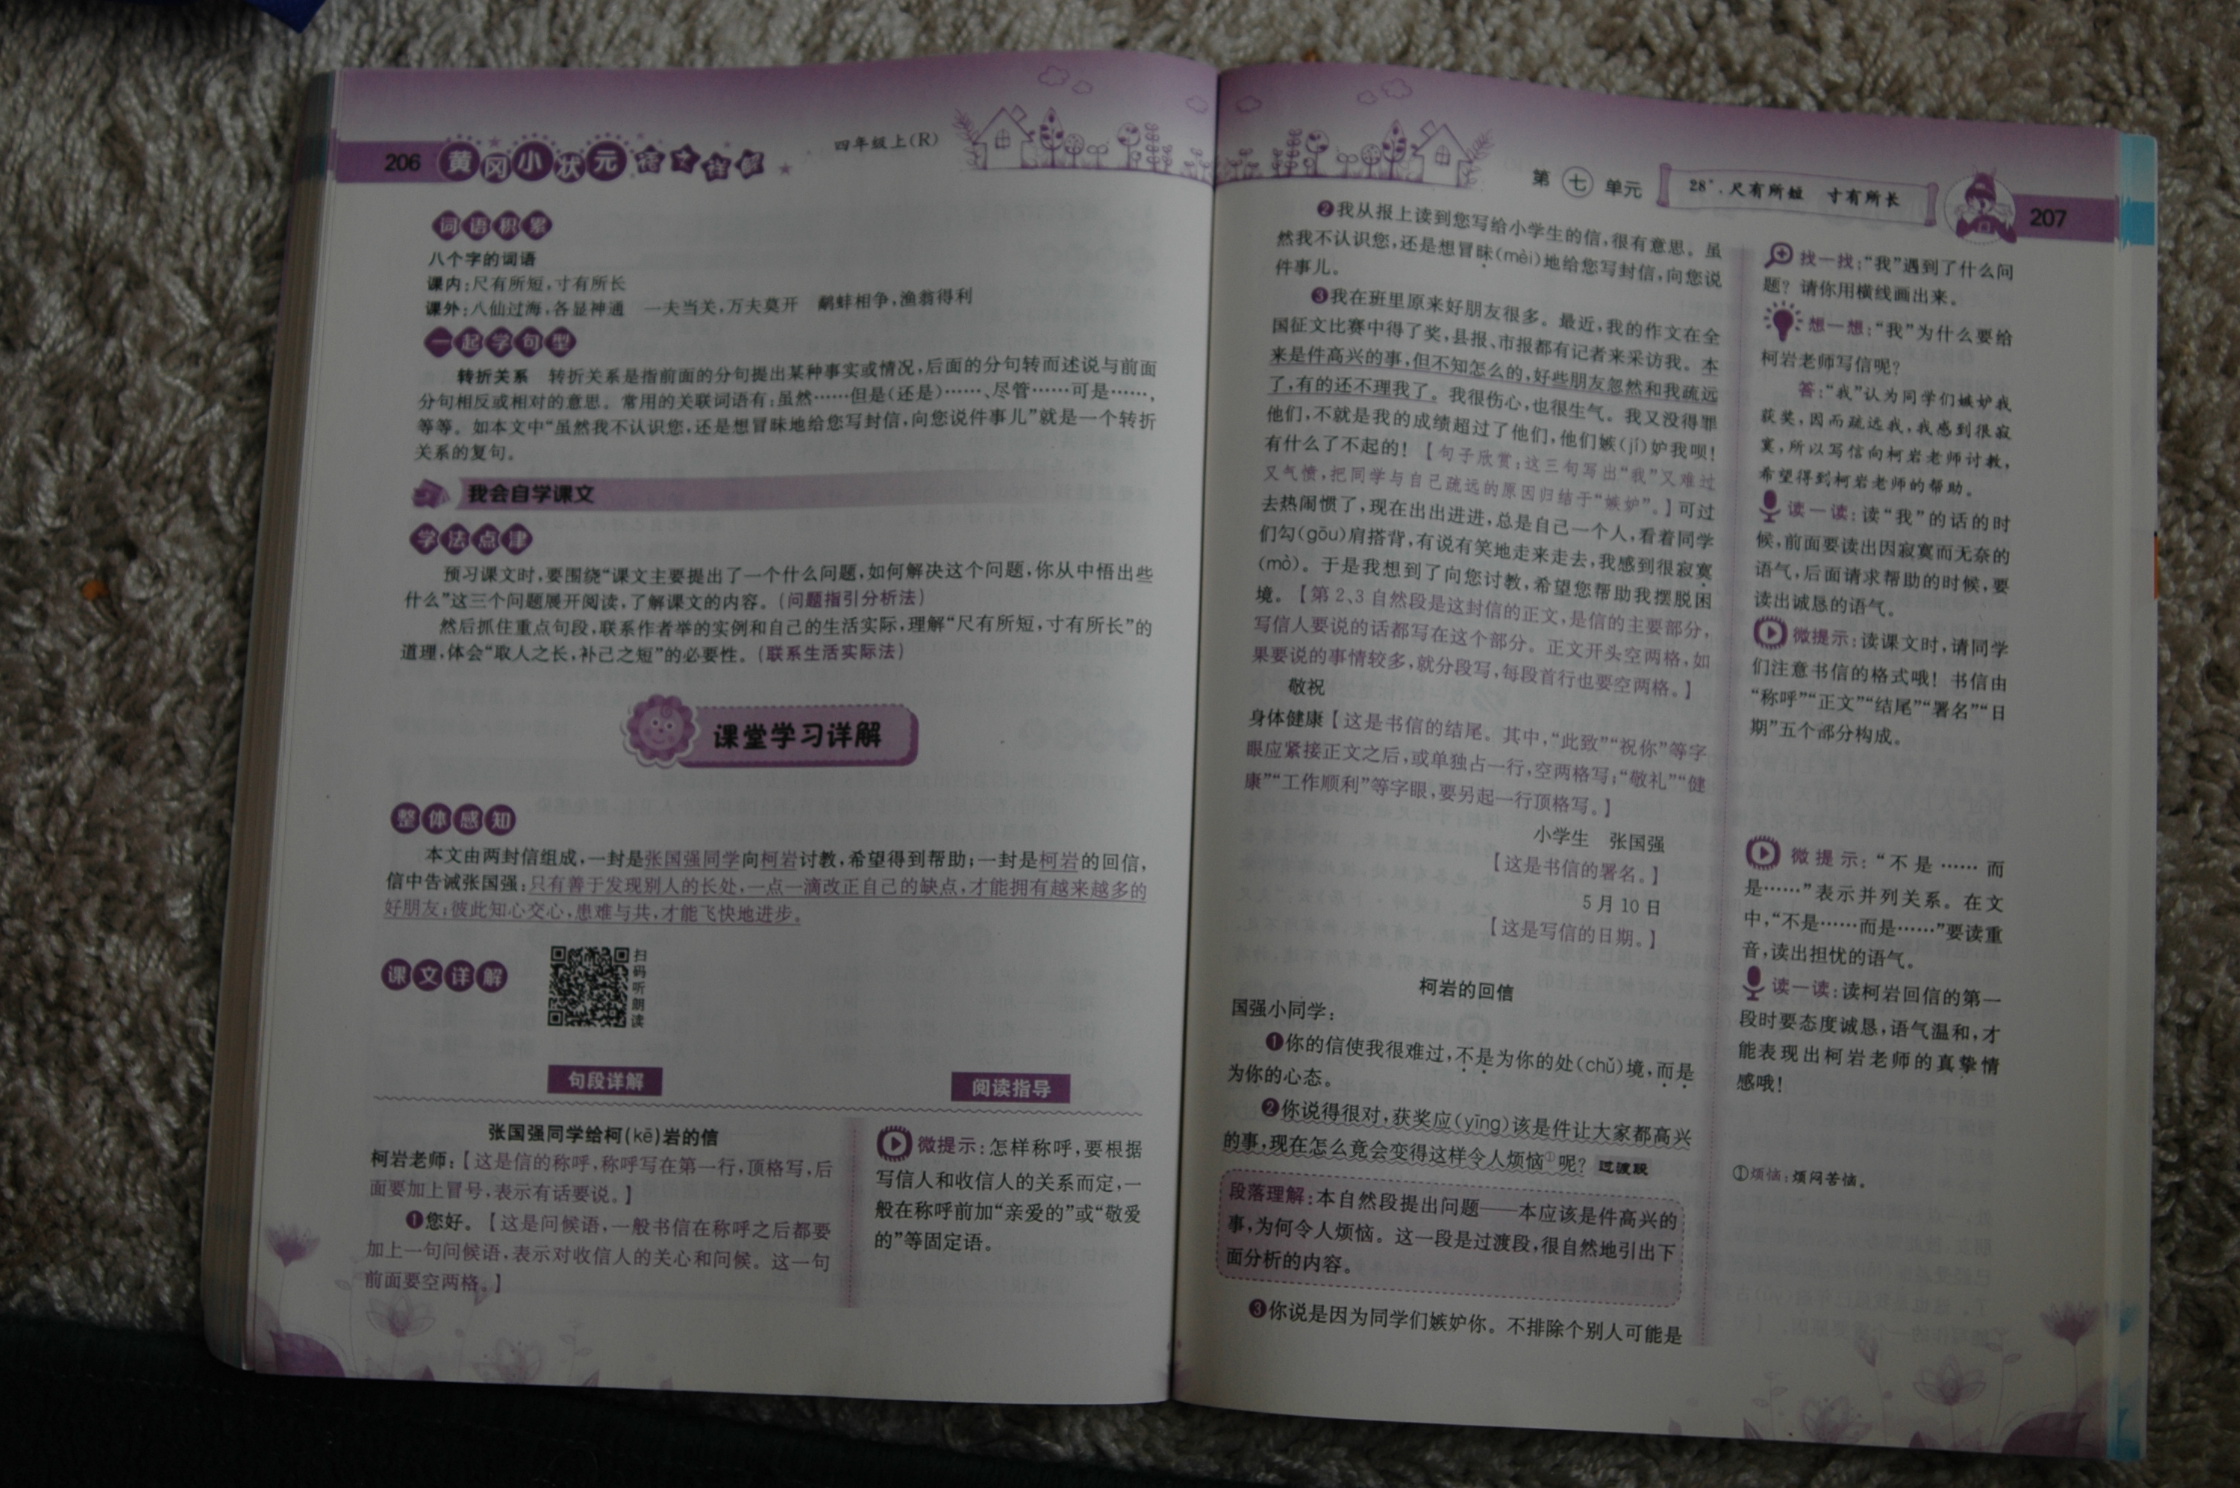 206 黄冈小状元 详解 四年级上(R)
词语积累
八个字的词语
课内:尺有所短,寸有所长
课外:八仙过海,各显神通 一夫当关,万夫莫开 鹬蚌相争,渔翁得利
一起学句型
转折关系 转折关系是指前面的分句提出某种事实或情况,后面的分句转而述说与前面
分句相反或相对的意思。常用的关联词语有:虽然……但是(还是)……、尽管……可是……,
等等。如本文中“虽然我不认识您,还是想冒昧地给您写封信,向您说件事儿”就是一个转折
关系的复句。
我会自学课文
学法点津
预习课文时,要围绕“课文主要提出了一个什么问题,如何解决这个问题,你从中悟出些
什么”这三个问题展开阅读,了解课文的内容。(问题指引分析法)
然后抓住重点句段,联系作者举的实例和自己的生活实际,理解“尺有所短,寸有所长”的
道理,体会“取人之长,补己之短”的必要性。(联系生活实际法)
课堂学习详解
整体感知
本文由两封信组成,一封是张国强同学向柯岩讨教,希望得到帮助;一封是柯岩的回信,
信中告诫张国强:只有善于发现别人的长处,一点一滴改正自己的缺点,才能拥有越来越多的
好朋友;彼此知心交心,患难与共,才能飞快地进步。
课文详解
扫码听朗读
句段详解
阅读指导
张国强同学给柯(kē)岩的信
柯岩老师:【这是信的称呼,称呼写在第一行,顶格写,后
面要加上冒号,表示有话要说。】
❶您好。【这是问候语,一般书信在称呼之后都要
加上一句问候语,表示对收信人的关心和问候。这一句
前面要空两格。】
微提示:怎样称呼,要根据
写信人和收信人的关系而定,一
般在称呼前加“亲爱的”或“敬爱
的”等固定语。
第七单元 28*.尺有所短 寸有所长 207
❷我从报上读到您写给小学生的信,很有意思。虽
然我不认识您,还是想冒昧(mèi)地给您写封信,向您说
件事儿。
❸我在班里原来好朋友很多。最近,我的作文在全
国征文比赛中得了奖,县报、市报都有记者来采访我。本
来是件高兴的事,但不知怎么的,好些朋友忽然和我疏远
了,有的还不理我了。我很伤心,也很生气。我又没得罪
他们,不就是我的成绩超过了他们,他们嫉(jí)妒我呗!
有什么了不起的!【句子欣赏:这三句写出“我”又难过
又气愤,把同学与自己疏远的原因归结于“嫉妒”。】可过
去热闹惯了,现在出出进进,总是自己一个人,看着同学
们勾(gōu)肩搭背,有说有笑地走来走去,我感到很寂寞
(mò)。于是我想到了向您讨教,希望您帮助我摆脱困
境。【第2、3自然段是这封信的正文,是信的主要部分,
写信人要说的话都写在这个部分。正文开头空两格,如
果要说的事情较多,就分段写,每段首行也要空两格。】
敬祝
身体健康【这是书信的结尾。其中,“此致”“祝你”等字
眼应紧接正文之后,或单独占一行,空两格写;“敬礼”“健
康”“工作顺利”等字眼,要另起一行顶格写。】
小学生 张国强
【这是书信的署名。】
5月10日
【这是写信的日期。】
柯岩的回信
国强小同学:
❶你的信使我很难过,不是为你的处(chǔ)境,而是
为你的心态。
❷你说得很对,获奖应(yīng)该是件让大家都高兴
的事,现在怎么竟会变得这样令人烦恼①呢?过渡段
段落理解:本自然段提出问题——本应该是件高兴的
事,为何令人烦恼。这一段是过渡段,很自然地引出下
面分析的内容。
❸你说是因为同学们嫉妒你。不排除个别人可能是
找一找:“我”遇到了什么问
题?请你用横线画出来。
想一想:“我”为什么要给
柯岩老师写信呢?
答:“我”认为同学们嫉妒我
获奖,因而疏远我,我感到很寂
寞,所以写信向柯岩老师讨教,
希望得到柯岩老师的帮助。
读一读:读“我”的话的时
候,前面要读出因寂寞而无奈的
语气,后面请求帮助的时候,要
读出诚恳的语气。
微提示:读课文时,请同学
们注意书信的格式哦!书信由
“称呼”“正文”“结尾”“署名”“日
期”五个部分构成。
微提示:“不是……而
是……”表示并列关系。在文
中,“不是……而是……”要读重
音,读出担忧的语气。
读一读:读柯岩回信的第一
段时要态度诚恳,语气温和,才
能表现出柯岩老师的真挚情
感哦!
①烦恼:烦闷苦恼。